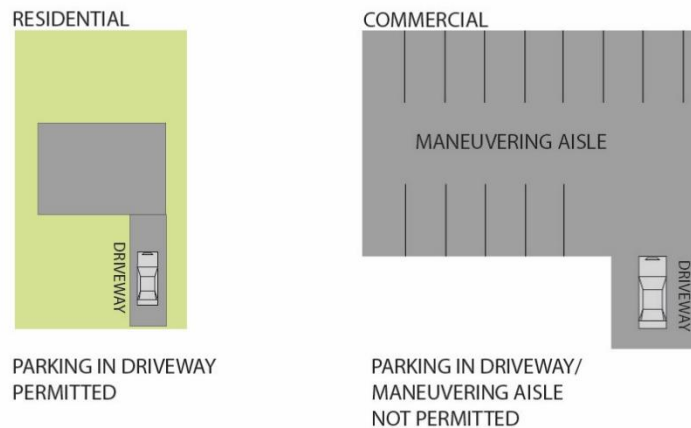 RESIDENTIAL
DRIVEWAY
PARKING IN DRIVEWAY
PERMITTED
COMMERCIAL
MANEUVERING AISLE
DRIVEWAY
PARKING IN DRIVEWAY/
MANEUVERING AISLE
NOT PERMITTED